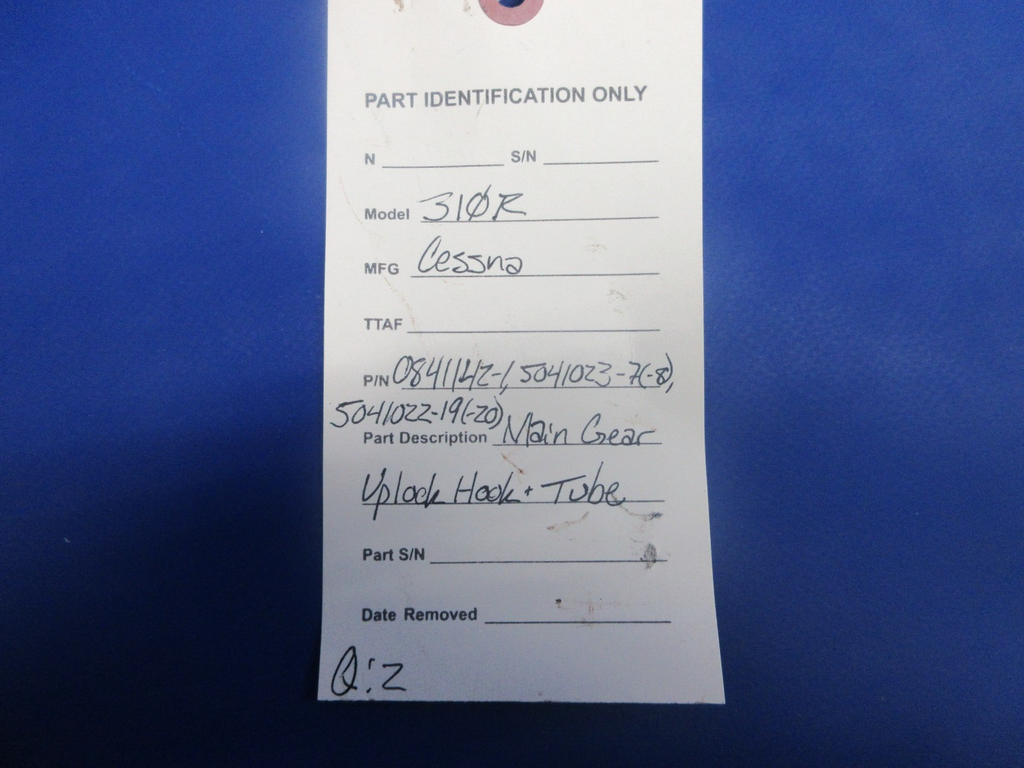 PART IDENTIFICATION ONLY
N S/N
Model 310R
MFG Cessna
TTAF
P/N 0841142-1, 5041023-7(-8),
5041022-19(-20)
Part Description Main Gear
Uplock Hook + Tube
Part S/N
Date Removed
Q:2